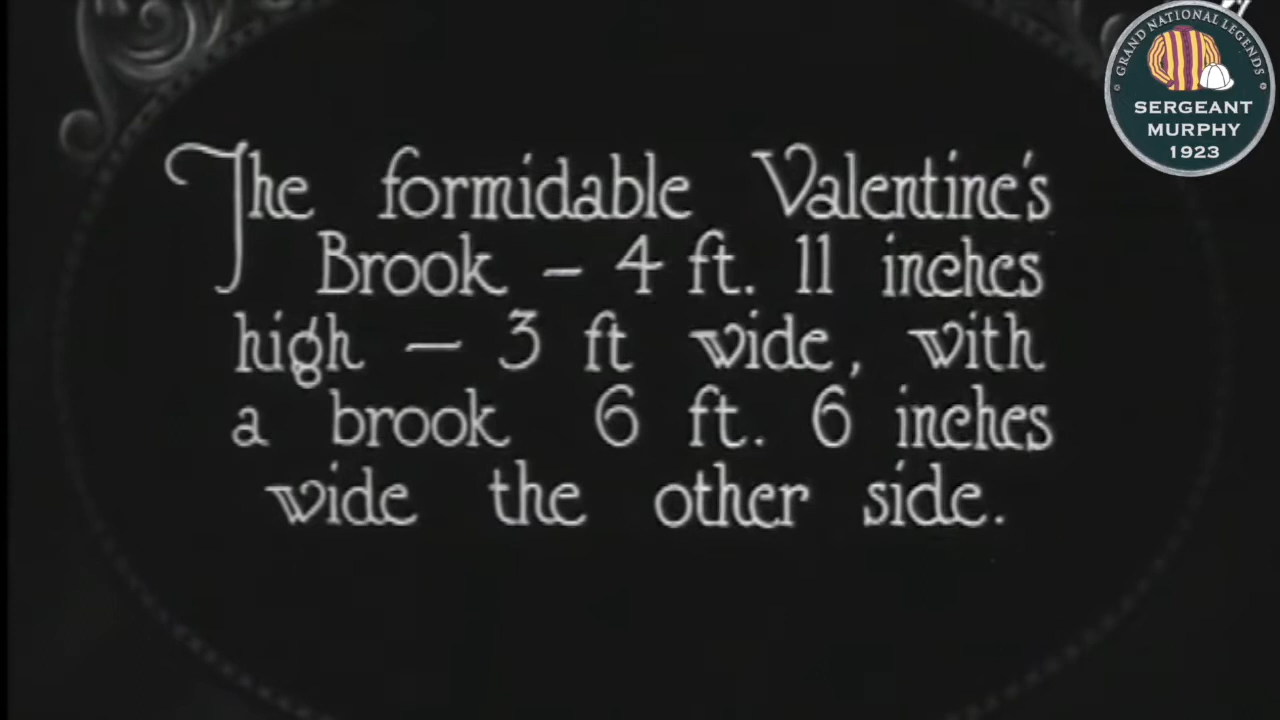 The formidable Valentine's
Brook – 4 ft. 11 inches
high – 3 ft wide, with
a brook 6 ft. 6 inches
wide the other side.
GRAND NATIONAL LEGENDS
SERGEANT
MURPHY
1923